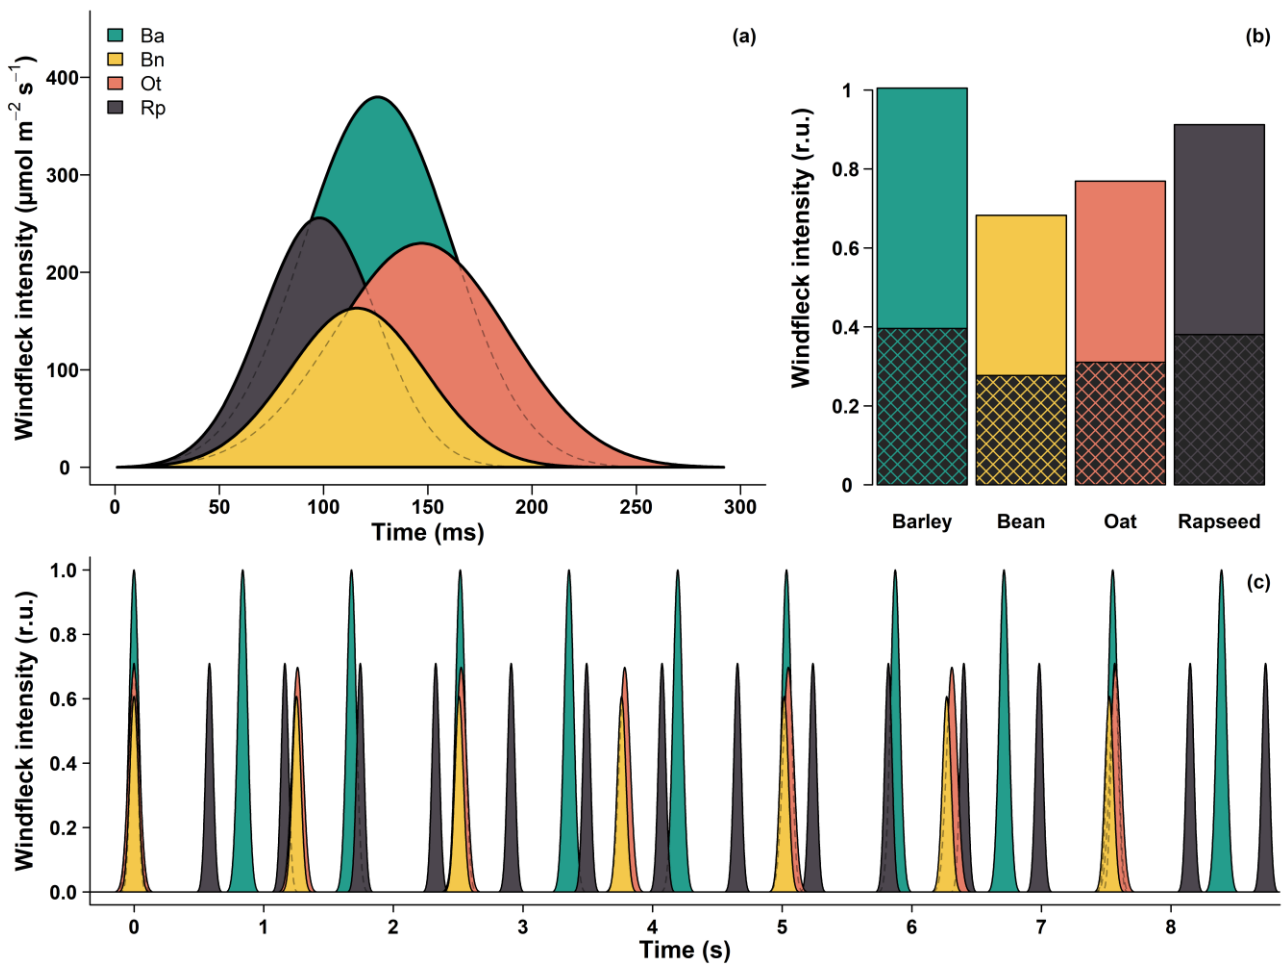 (a)
Ba
Bn
Ot
Rp
Windfleck intensity (µmol m⁻² s⁻¹)
400
300
200
100
0
0 50 100 150 200 250 300
Time (ms)
(b)
Windfleck intensity (r.u.)
1
0.8
0.6
0.4
0.2
0
Barley Bean Oat Rapseed
(c)
Windfleck intensity (r.u.)
1.0
0.8
0.6
0.4
0.2
0.0
0 1 2 3 4 5 6 7 8
Time (s)